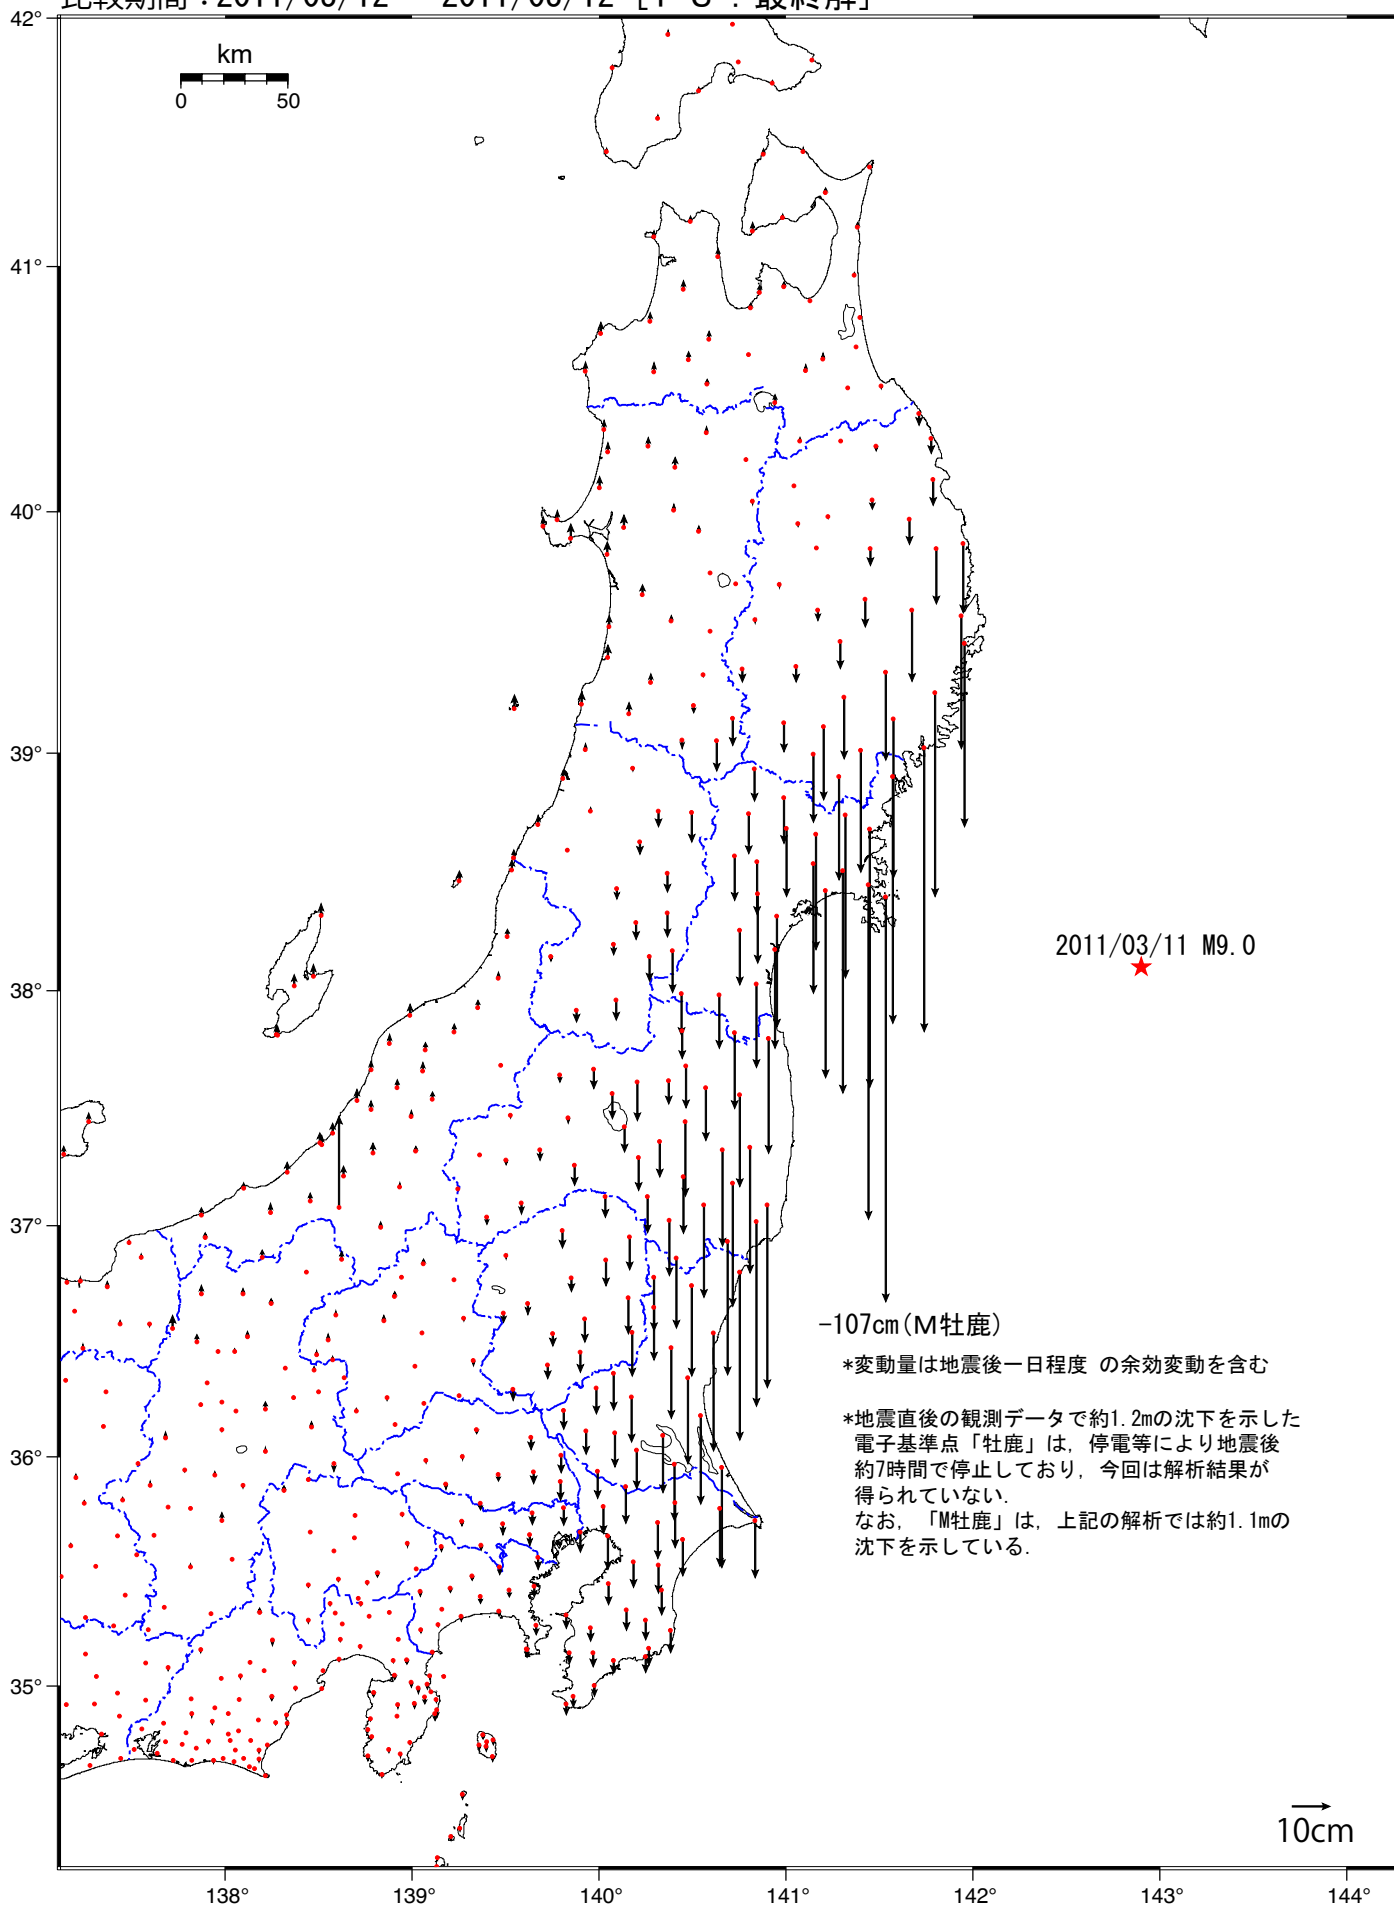 42°
km
0 50
41°
40°
39°
2011/03/11 M9.0
38°
37°
-107cm(M牡鹿)
*変動量は地震後一日程度 の余効変動を含む
*地震直後の観測データで約1.2mの沈下を示した
電子基準点「牡鹿」は, 停電等により地震後
約7時間で停止しており, 今回は解析結果が
得られていない.
なお, 「M牡鹿」は, 上記の解析では約1.1mの
沈下を示している.
36°
35°
10cm
138° 139° 140° 141° 142° 143° 144°